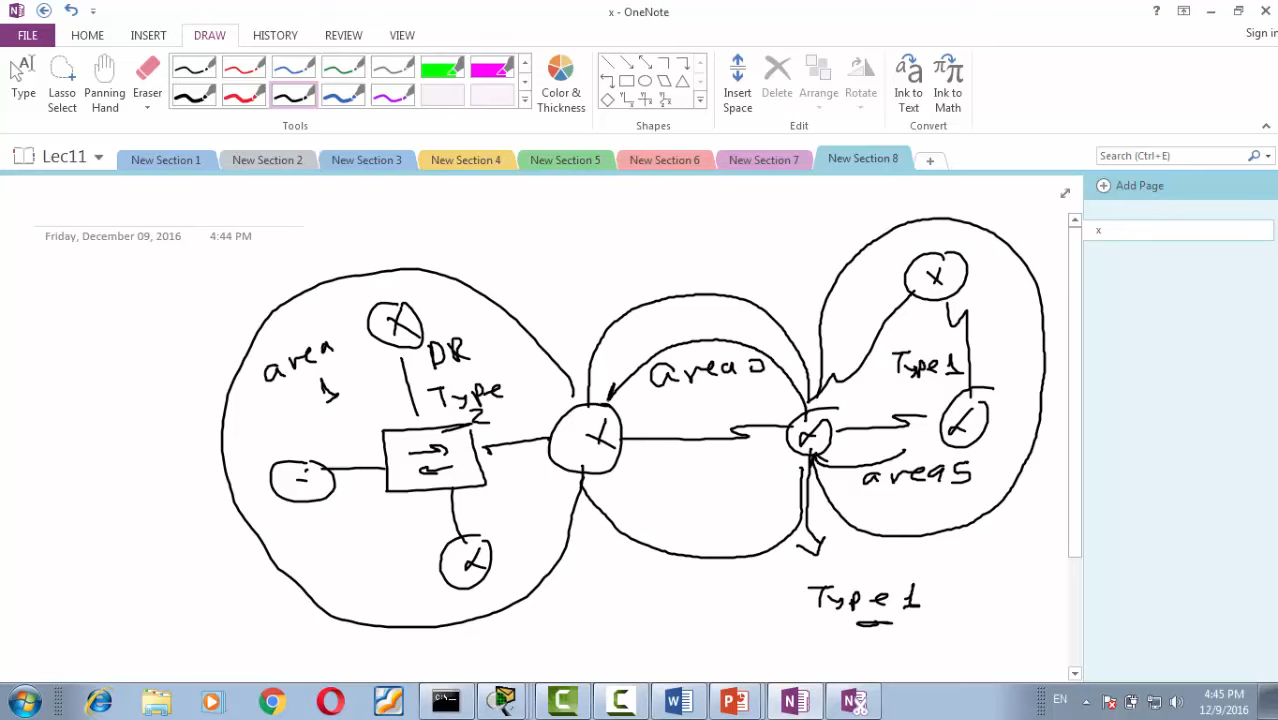 x - OneNote
Sign in
FILE HOME INSERT DRAW HISTORY REVIEW VIEW
Type
Lasso Select
Panning Hand
Eraser
Color & Thickness
Insert Space
Delete
Arrange
Rotate
Ink to Text
Ink to Math
Tools
Shapes
Edit
Convert
Lec11
New Section 1
New Section 2
New Section 3
New Section 4
New Section 5
New Section 6
New Section 7
New Section 8
Search (Ctrl+E)
Add Page
x
Friday, December 09, 2016 4:44 PM
area 1
DR
Type 2
area 0
Type 1
area 5
Type 1
EN
4:45 PM
12/9/2016